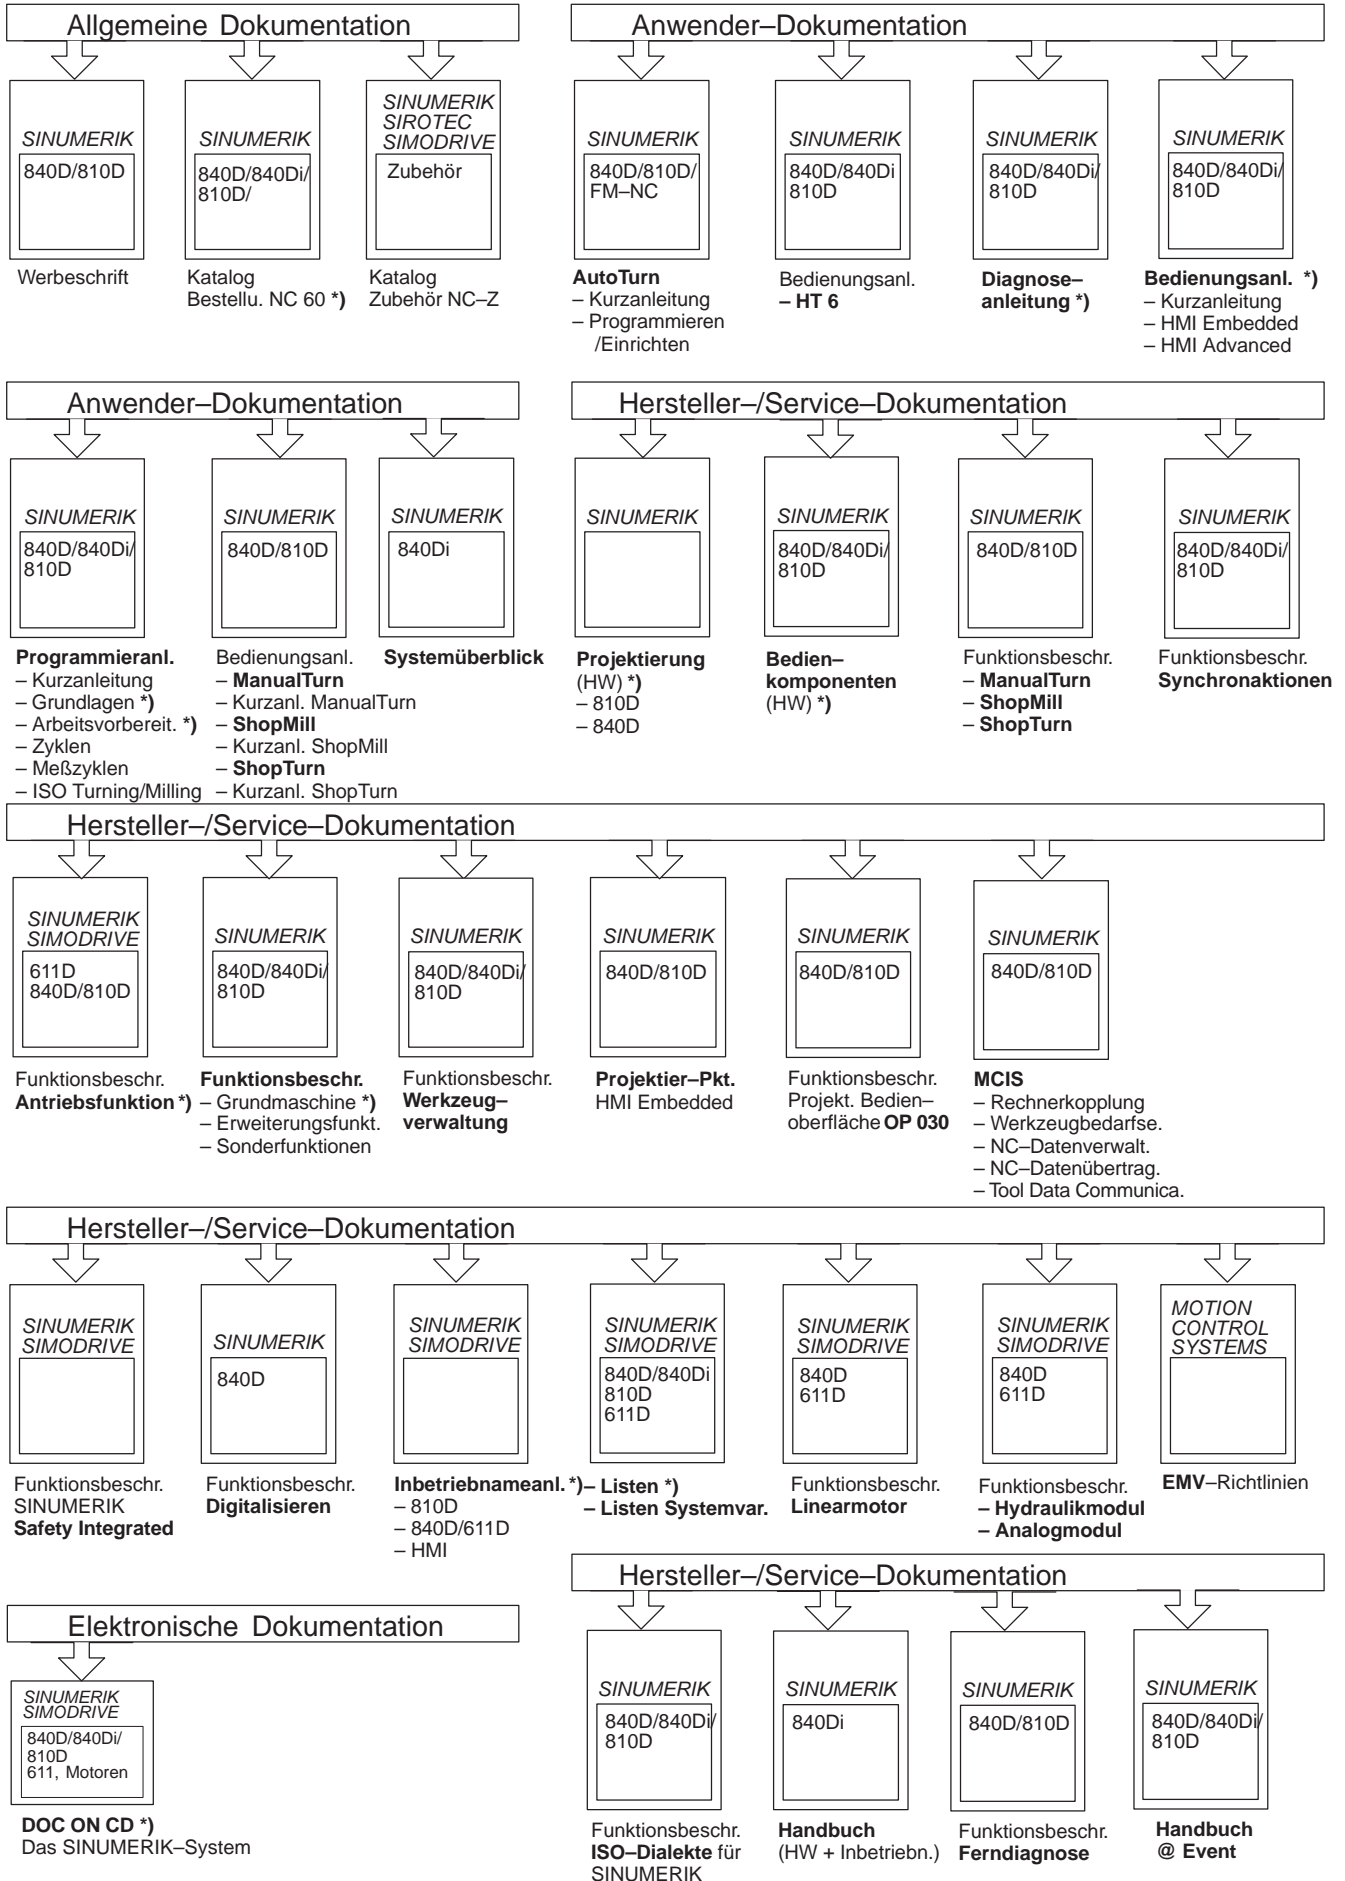 Allgemeine Dokumentation
SINUMERIK
840D/810D
Werbeschrift
SINUMERIK
840D/840Di/
810D/
Katalog
Bestellu. NC 60 *)
SINUMERIK
SIROTEC
SIMODRIVE
Zubehör
Katalog
Zubehör NC–Z
Anwender–Dokumentation
SINUMERIK
840D/810D/
FM–NC
AutoTurn
– Kurzanleitung
– Programmieren
/Einrichten
SINUMERIK
840D/840Di
810D
Bedienungsanl.
– HT 6
SINUMERIK
840D/840Di/
810D
Diagnose–
anleitung *)
SINUMERIK
840D/840Di/
810D
Bedienungsanl. *)
– Kurzanleitung
– HMI Embedded
– HMI Advanced
Anwender–Dokumentation
SINUMERIK
840D/840Di/
810D
Programmieranl.
– Kurzanleitung
– Grundlagen *)
– Arbeitsvorbereit. *)
– Zyklen
– Meßzyklen
– ISO Turning/Milling
SINUMERIK
840D/810D
Bedienungsanl.
– ManualTurn
– Kurzanl. ManualTurn
– ShopMill
– Kurzanl. ShopMill
– ShopTurn
– Kurzanl. ShopTurn
SINUMERIK
840Di
Systemüberblick
Hersteller–/Service–Dokumentation
SINUMERIK
Projektierung
(HW) *)
– 810D
– 840D
SINUMERIK
840D/840Di/
810D
Bedien–
komponenten
(HW) *)
SINUMERIK
840D/810D
Funktionsbeschr.
– ManualTurn
– ShopMill
– ShopTurn
SINUMERIK
840D/840Di/
810D
Funktionsbeschr.
Synchronaktionen
Hersteller–/Service–Dokumentation
SINUMERIK
SIMODRIVE
611D
840D/810D
Funktionsbeschr.
Antriebsfunktion *)
SINUMERIK
840D/840Di/
810D
Funktionsbeschr.
– Grundmaschine *)
– Erweiterungsfunkt.
– Sonderfunktionen
SINUMERIK
840D/840Di/
810D
Funktionsbeschr.
Werkzeug–
verwaltung
SINUMERIK
840D/810D
Projektier–Pkt.
HMI Embedded
SINUMERIK
840D/810D
Funktionsbeschr.
Projekt. Bedien–
oberfläche OP 030
SINUMERIK
840D/810D
MCIS
– Rechnerkopplung
– Werkzeugbedarfse.
– NC–Datenverwalt.
– NC–Datenübertrag.
– Tool Data Communica.
Hersteller–/Service–Dokumentation
SINUMERIK
SIMODRIVE
Funktionsbeschr.
SINUMERIK
Safety Integrated
SINUMERIK
840D
Funktionsbeschr.
Digitalisieren
SINUMERIK
SIMODRIVE
Inbetriebnameanl. *)
– 810D
– 840D/611D
– HMI
SINUMERIK
SIMODRIVE
840D/840Di
810D
611D
– Listen *)
– Listen Systemvar.
SINUMERIK
SIMODRIVE
840D
611D
Funktionsbeschr.
Linearmotor
SINUMERIK
SIMODRIVE
840D
611D
Funktionsbeschr.
– Hydraulikmodul
– Analogmodul
MOTION
CONTROL
SYSTEMS
EMV–Richtlinien
Elektronische Dokumentation
SINUMERIK
SIMODRIVE
840D/840Di/
810D
611, Motoren
DOC ON CD *)
Das SINUMERIK–System
Hersteller–/Service–Dokumentation
SINUMERIK
840D/840Di/
810D
Funktionsbeschr.
ISO–Dialekte für
SINUMERIK
SINUMERIK
840Di
Handbuch
(HW + Inbetriebn.)
SINUMERIK
840D/810D
Funktionsbeschr.
Ferndiagnose
SINUMERIK
840D/840Di/
810D
Handbuch
@ Event